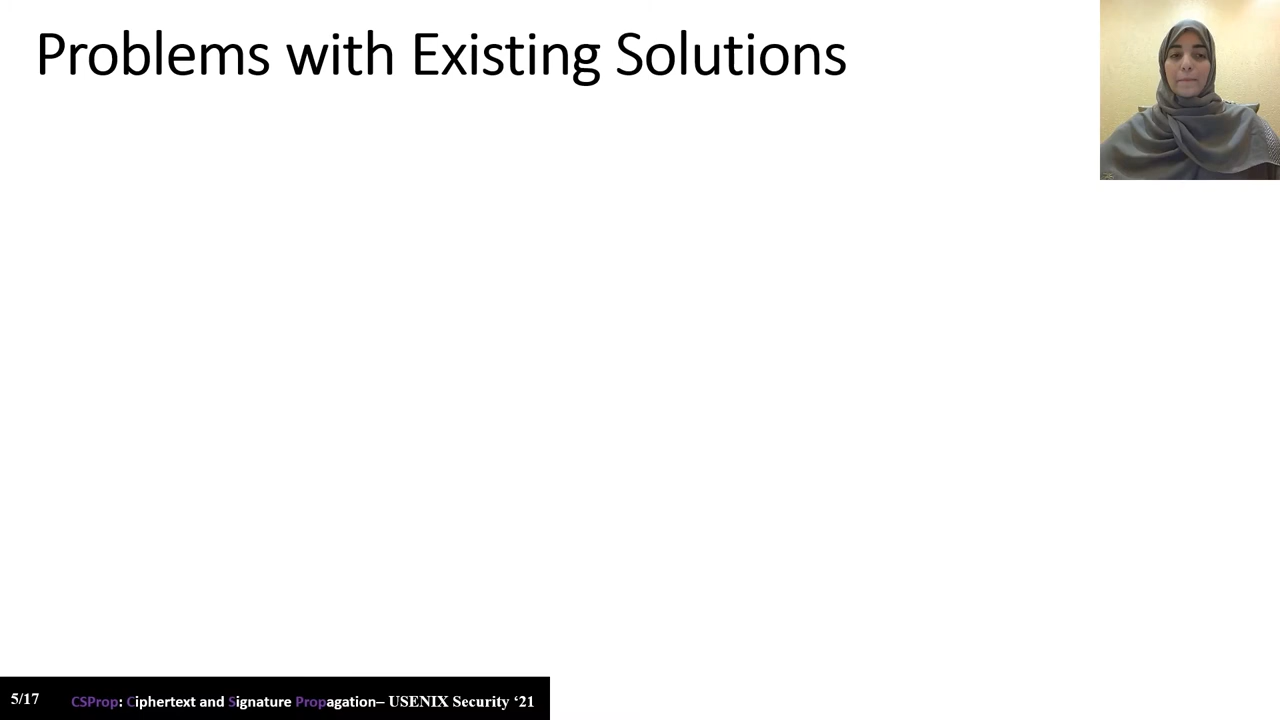 Problems with Existing Solutions
5/17 CSProp: Ciphertext and Signature Propagation– USENIX Security ‘21